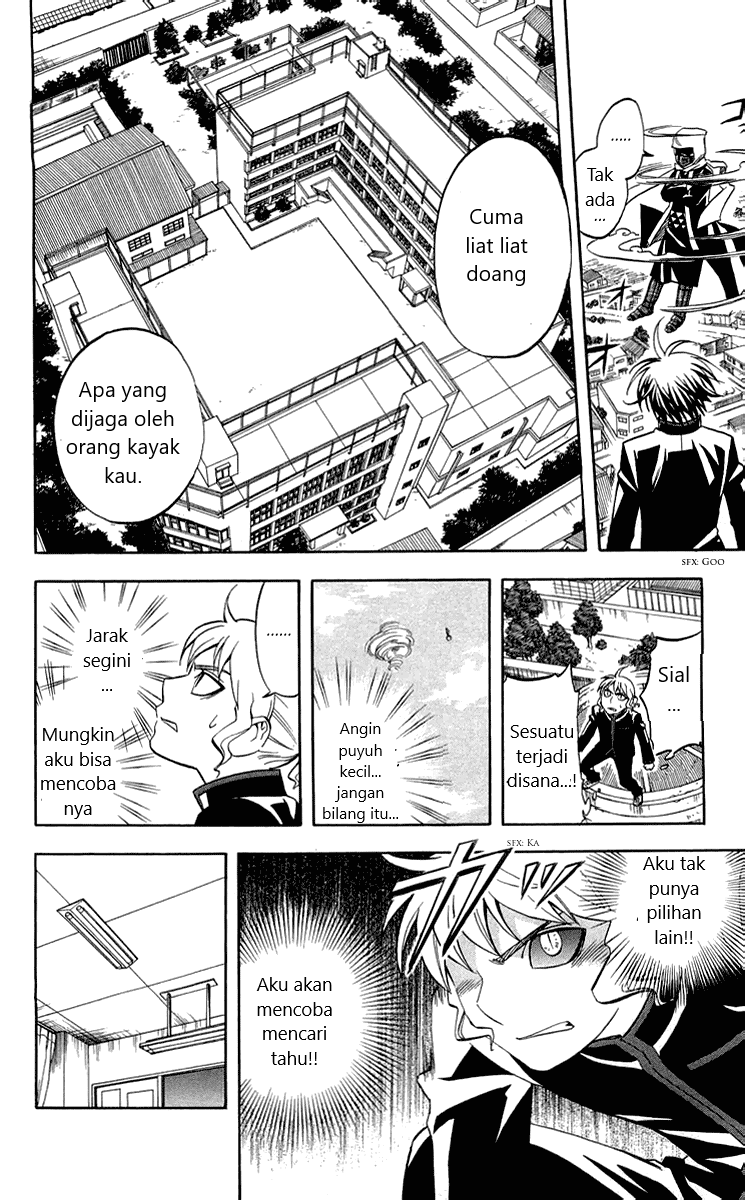 ......
Tak
ada
...
Cuma
liat liat
doang
Apa yang
dijaga oleh
orang kayak
kau.
SFX: GOO
Sial
...
Sesuatu
terjadi
disana...!
Angin
puyuh
kecil...
jangan
bilang itu...
......
Jarak
segini
...
Mungkin
aku bisa
mencoba
nya
SFX: KA
カッ
Aku tak
punya
pilihan
lain!!
Aku akan
mencoba
mencari
tahu!!